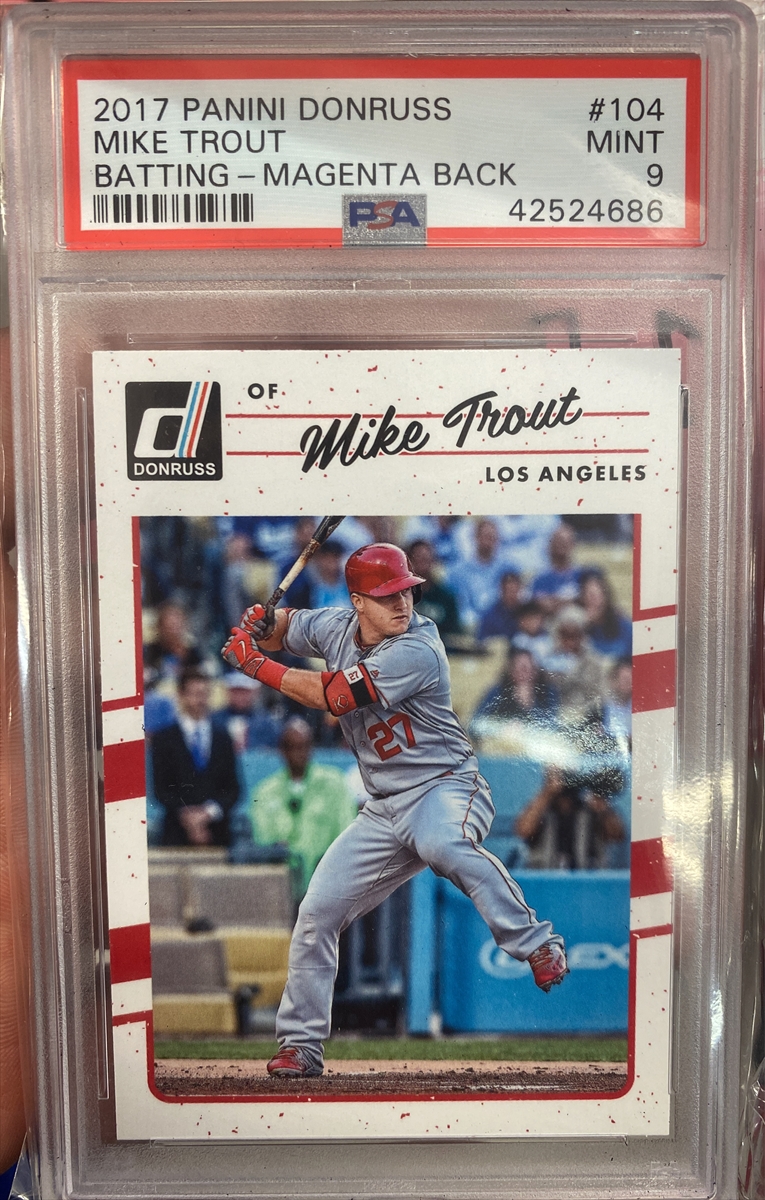 2017 PANINI DONRUSS #104
MIKE TROUT MINT
BATTING – MAGENTA BACK 9
PSA 42524686
d OF Mike Trout
DONRUSS LOS ANGELES
27
27